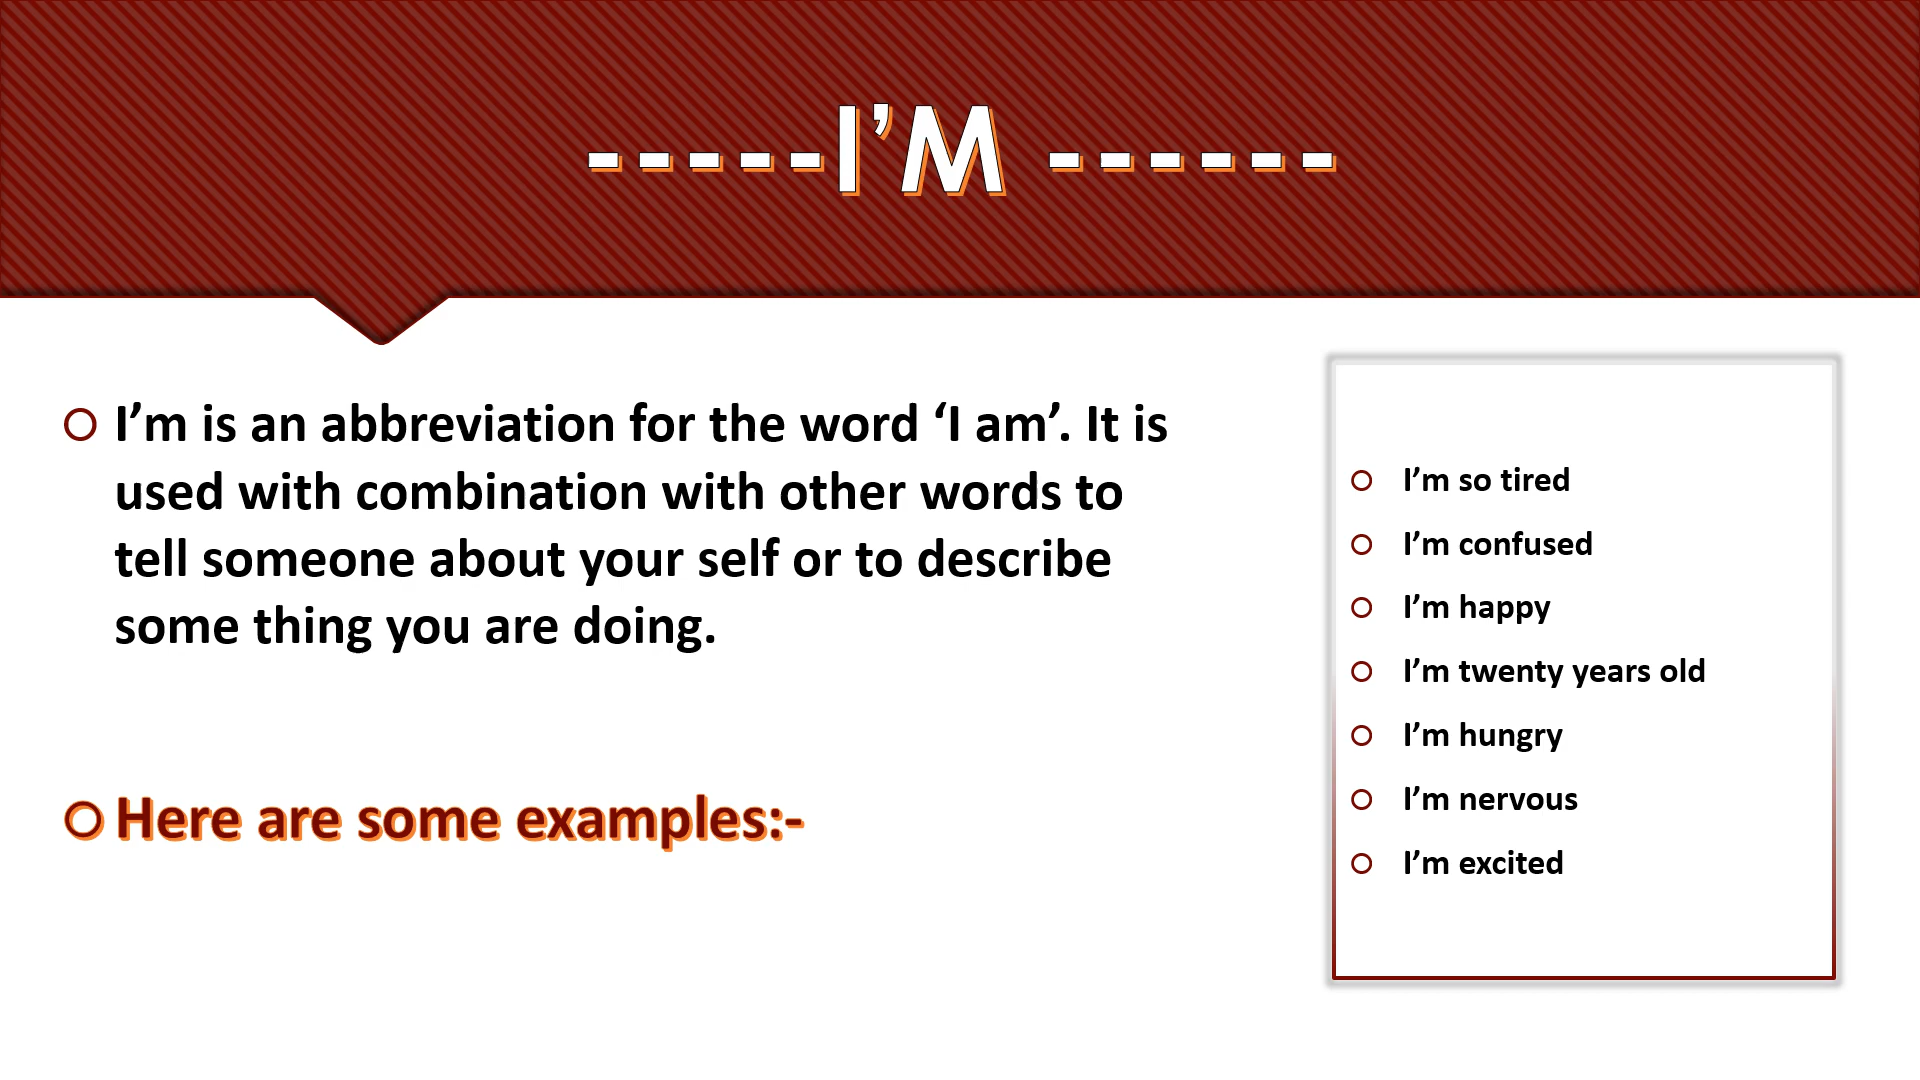 -----I’M ------
I’m is an abbreviation for the word ‘I am’. It is
used with combination with other words to
tell someone about your self or to describe
some thing you are doing.
Here are some examples:-
I’m so tired
I’m confused
I’m happy
I’m twenty years old
I’m hungry
I’m nervous
I’m excited